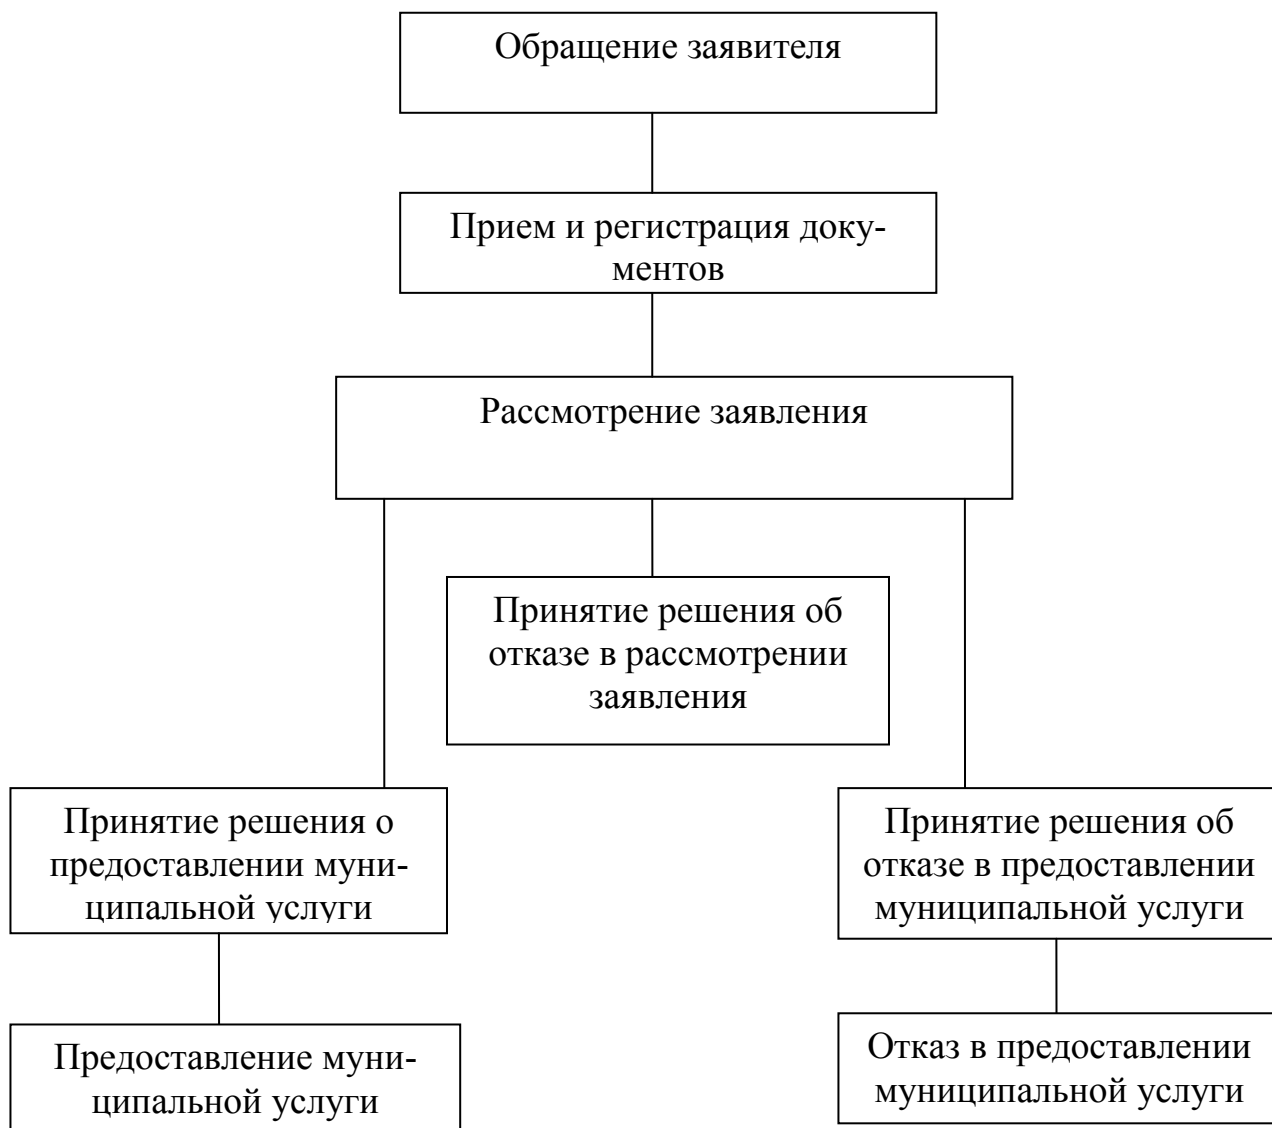 Обращение заявителя
Прием и регистрация доку-
ментов
Рассмотрение заявления
Принятие решения об
отказе в рассмотрении
заявления
Принятие решения о
предоставлении муни-
ципальной услуги
Принятие решения об
отказе в предоставлении
муниципальной услуги
Предоставление муни-
ципальной услуги
Отказ в предоставлении
муниципальной услуги